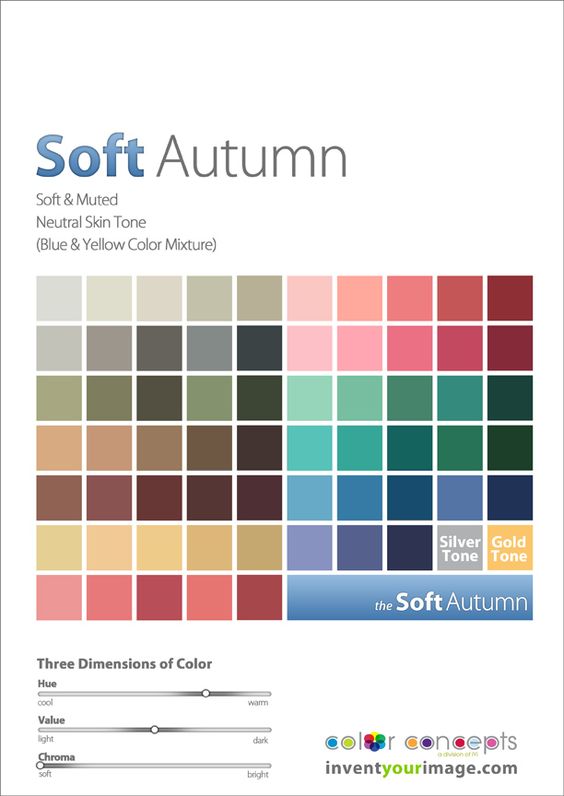 Soft Autumn
Soft & Muted
Neutral Skin Tone
(Blue & Yellow Color Mixture)
Silver Tone
Gold Tone
the Soft Autumn
Three Dimensions of Color
Hue
cool warm
Value
light dark
Chroma
soft bright
color concepts
a division of IYI
inventyourimage.com